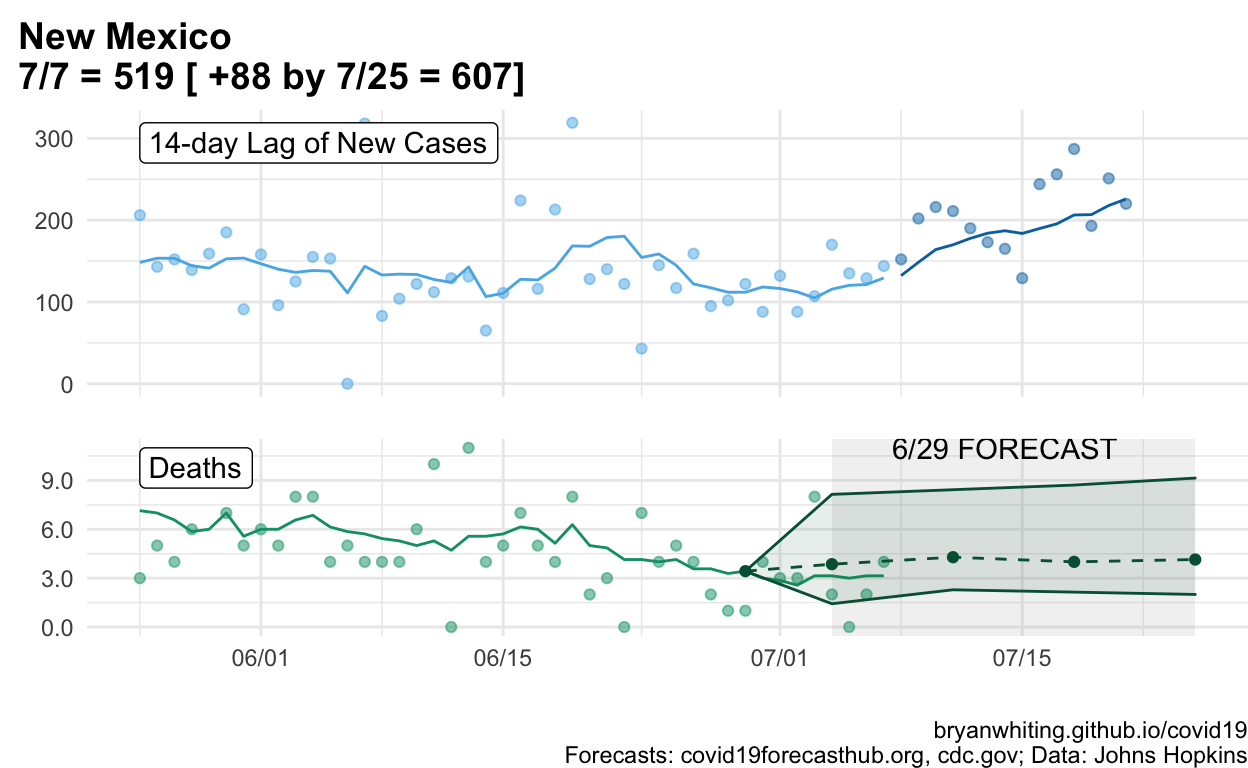 New Mexico
7/7 = 519 [ +88 by 7/25 = 607]
14-day Lag of New Cases
300
200
100
0
Deaths
6/29 FORECAST
9.0
6.0
3.0
0.0
06/01
06/15
07/01
07/15
bryanwhiting.github.io/covid19
Forecasts: covid19forecasthub.org, cdc.gov; Data: Johns Hopkins